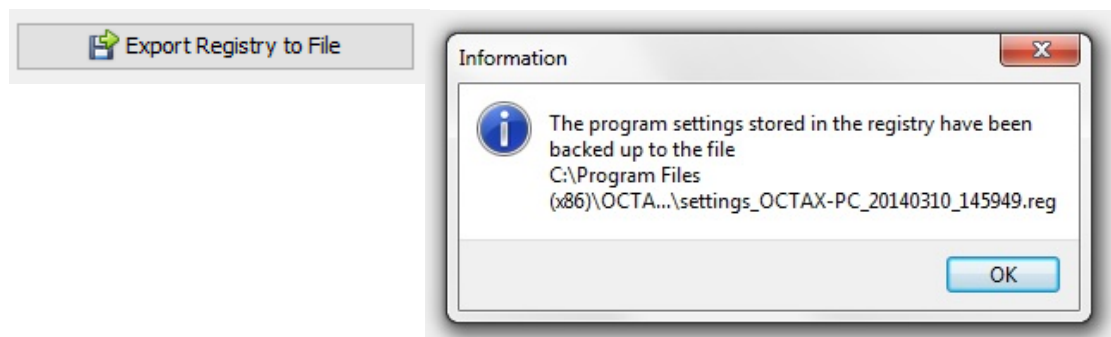 Export Registry to File
Information
The program settings stored in the registry have been
backed up to the file
C:\Program Files
(x86)\OCTA...\settings_OCTAX-PC_20140310_145949.reg
OK